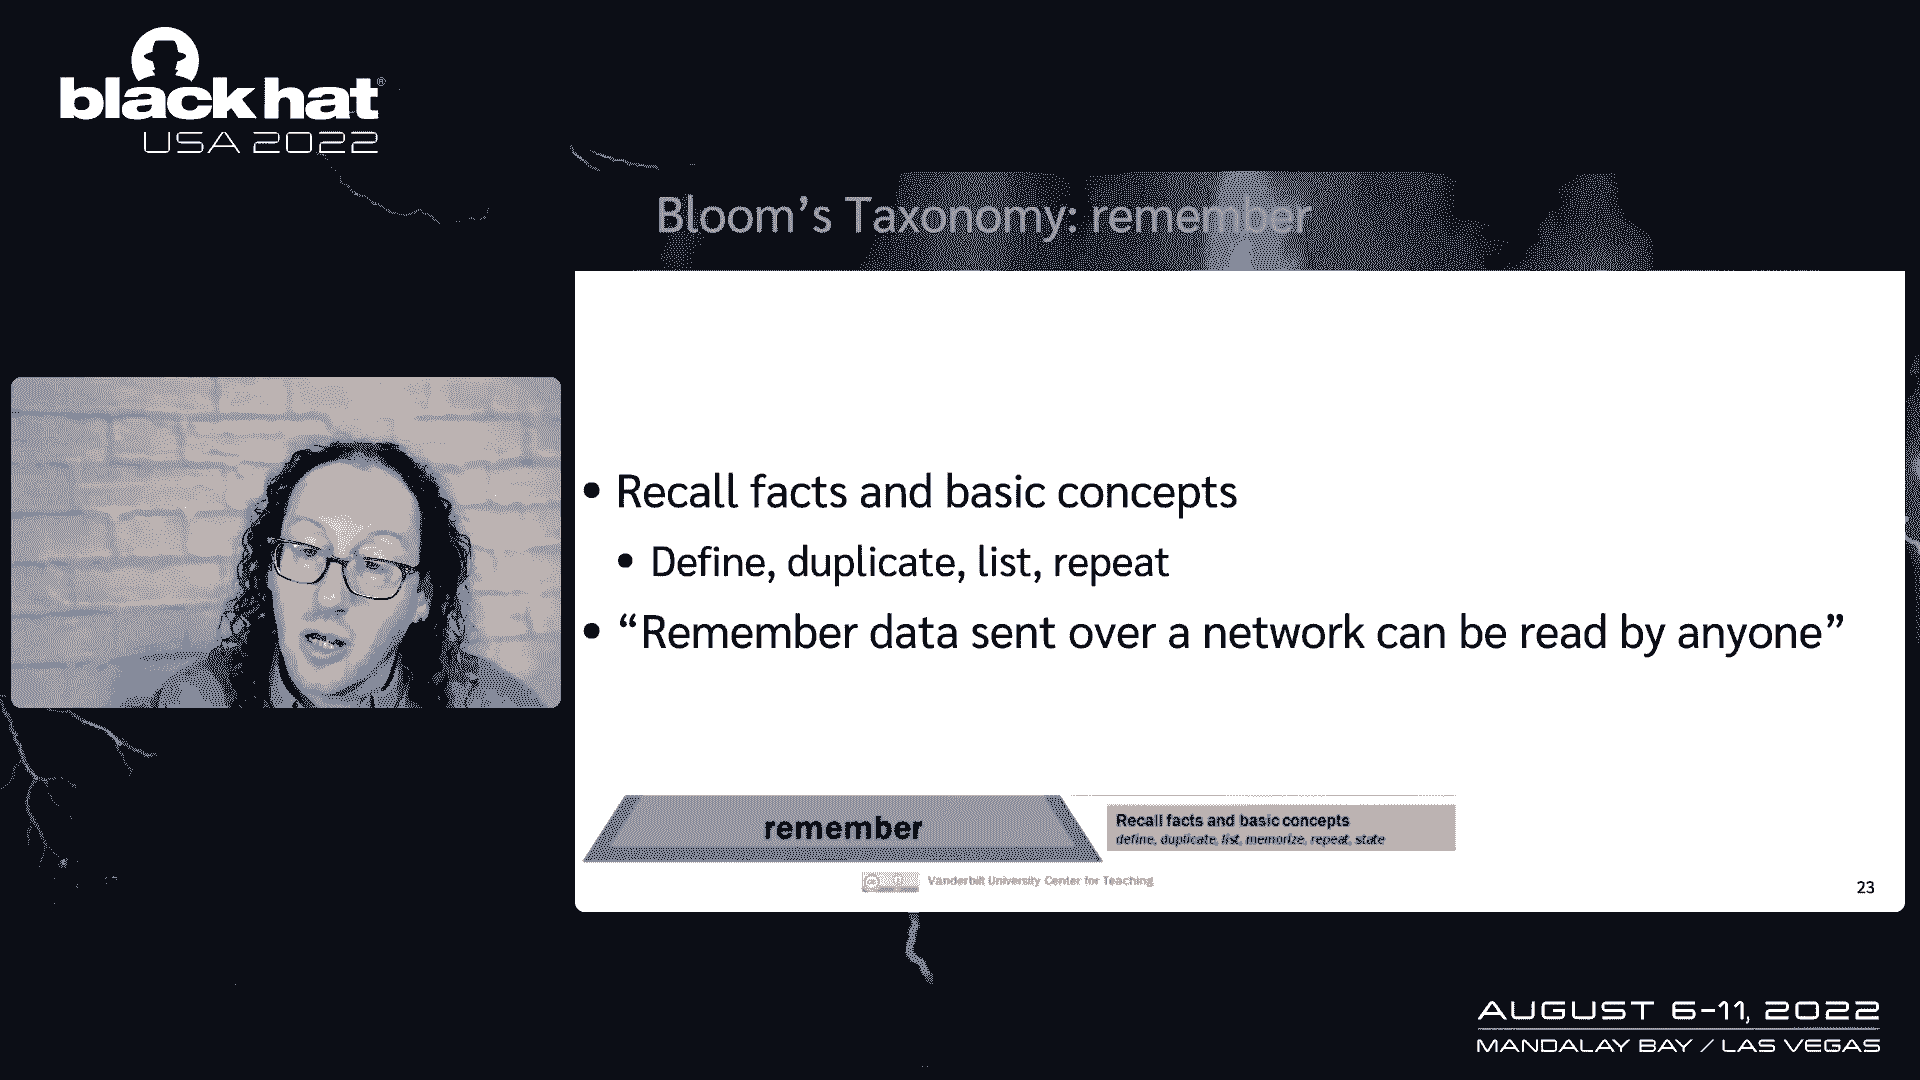 black hat®
USA 2022
Bloom’s Taxonomy: remember
• Recall facts and basic concepts
• Define, duplicate, list, repeat
• “Remember data sent over a network can be read by anyone”
remember
Recall facts and basic concepts
define, duplicate, list, memorize, repeat, state
cc
Vanderbilt University Center for Teaching
23
AUGUST 6-11, 2022
MANDALAY BAY / LAS VEGAS